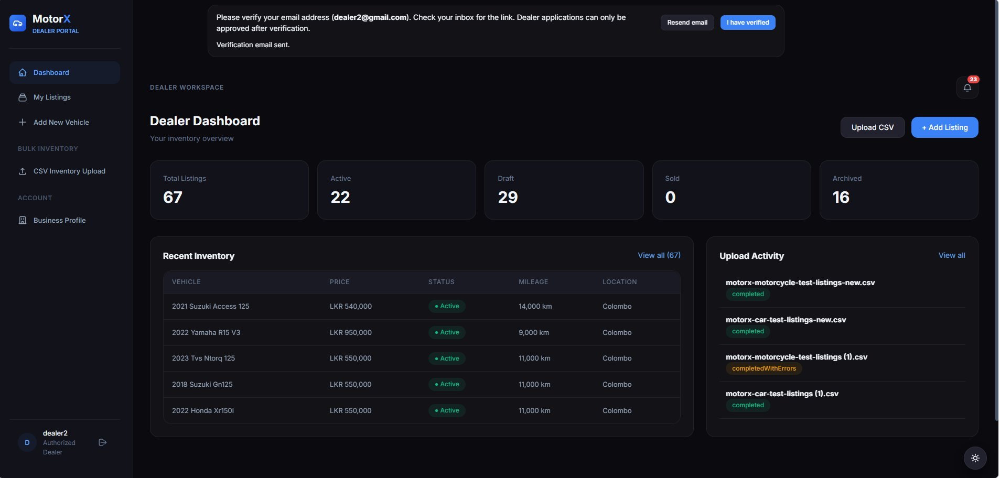 MotorX
DEALER PORTAL
Dashboard
My Listings
Add New Vehicle
BULK INVENTORY
CSV Inventory Upload
ACCOUNT
Business Profile
D
dealer2
Authorized
Dealer
Please verify your email address (dealer2@gmail.com). Check your inbox for the link. Dealer applications can only be
approved after verification.
Verification email sent.
Resend email
I have verified
DEALER WORKSPACE
23
Dealer Dashboard
Your inventory overview
Upload CSV
+ Add Listing
Total Listings
67
Active
22
Draft
29
Sold
0
Archived
16
Recent Inventory
View all (67)
VEHICLE PRICE STATUS MILEAGE LOCATION
2021 Suzuki Access 125 LKR 540,000 • Active 14,000 km Colombo
2022 Yamaha R15 V3 LKR 950,000 • Active 9,000 km Colombo
2023 Tvs Ntorq 125 LKR 550,000 • Active 11,000 km Colombo
2018 Suzuki Gn125 LKR 550,000 • Active 11,000 km Colombo
2022 Honda Xr150l LKR 550,000 • Active 11,000 km Colombo
Upload Activity
View all
motorx-motorcycle-test-listings-new.csv
completed
motorx-car-test-listings-new.csv
completed
motorx-motorcycle-test-listings (1).csv
completedWithErrors
motorx-car-test-listings (1).csv
completed